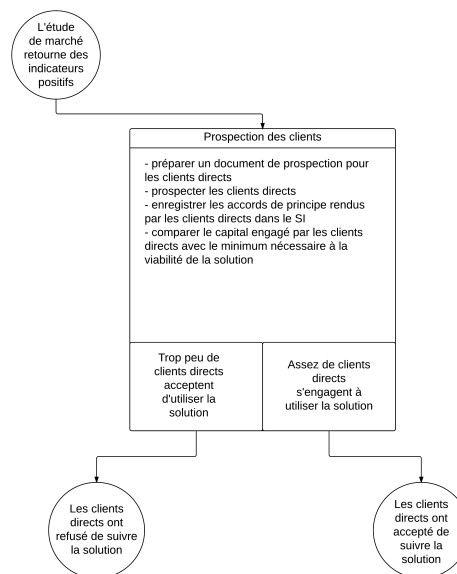 L'étude
de marché
retourne des
indicateurs
positifs
Prospection des clients
- préparer un document de prospection pour
les clients directs
- prospecter les clients directs
- enregistrer les accords de principe rendus
par les clients directs dans le SI
- comparer le capital engagé par les clients
directs avec le minimum nécessaire à la
viabilité de la solution
Trop peu de
clients directs
acceptent
d'utiliser la
solution
Assez de clients
directs
s'engagent à
utiliser la solution
Les clients
directs ont
refusé de suivre
la solution
Les clients
directs ont
accepté de
suivre la
solution